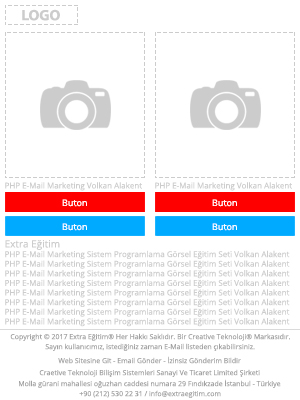 LOGO
PHP E-Mail Marketing Volkan Alakent
PHP E-Mail Marketing Volkan Alakent
Buton
Buton
Buton
Buton
Extra Eğitim
PHP E-Mail Marketing Sistem Programlama Görsel Eğitim Seti Volkan Alakent
PHP E-Mail Marketing Sistem Programlama Görsel Eğitim Seti Volkan Alakent
PHP E-Mail Marketing Sistem Programlama Görsel Eğitim Seti Volkan Alakent
PHP E-Mail Marketing Sistem Programlama Görsel Eğitim Seti Volkan Alakent
PHP E-Mail Marketing Sistem Programlama Görsel Eğitim Seti Volkan Alakent
PHP E-Mail Marketing Sistem Programlama Görsel Eğitim Seti Volkan Alakent
PHP E-Mail Marketing Sistem Programlama Görsel Eğitim Seti Volkan Alakent
PHP E-Mail Marketing Sistem Programlama Görsel Eğitim Seti Volkan Alakent
Copyright © 2017 Extra Eğitim® Her Hakkı Saklıdır. Bir Creative Teknoloji® Markasıdır.
Sayın kullanıcımız, istediğiniz zaman E-Mail listeden çıkabilirsiniz.
Web Sitesine Git - Email Gönder - İzinsiz Gönderim Bildir
Craetive Teknoloji Bilişim Sistemleri Sanayi Ve Ticaret Limited Şirketi
Molla gürani mahallesi oğuzhan caddesi numara 29 Fındıkzade İstanbul - Türkiye
+90 (212) 530 22 31 / info@extraegitim.com